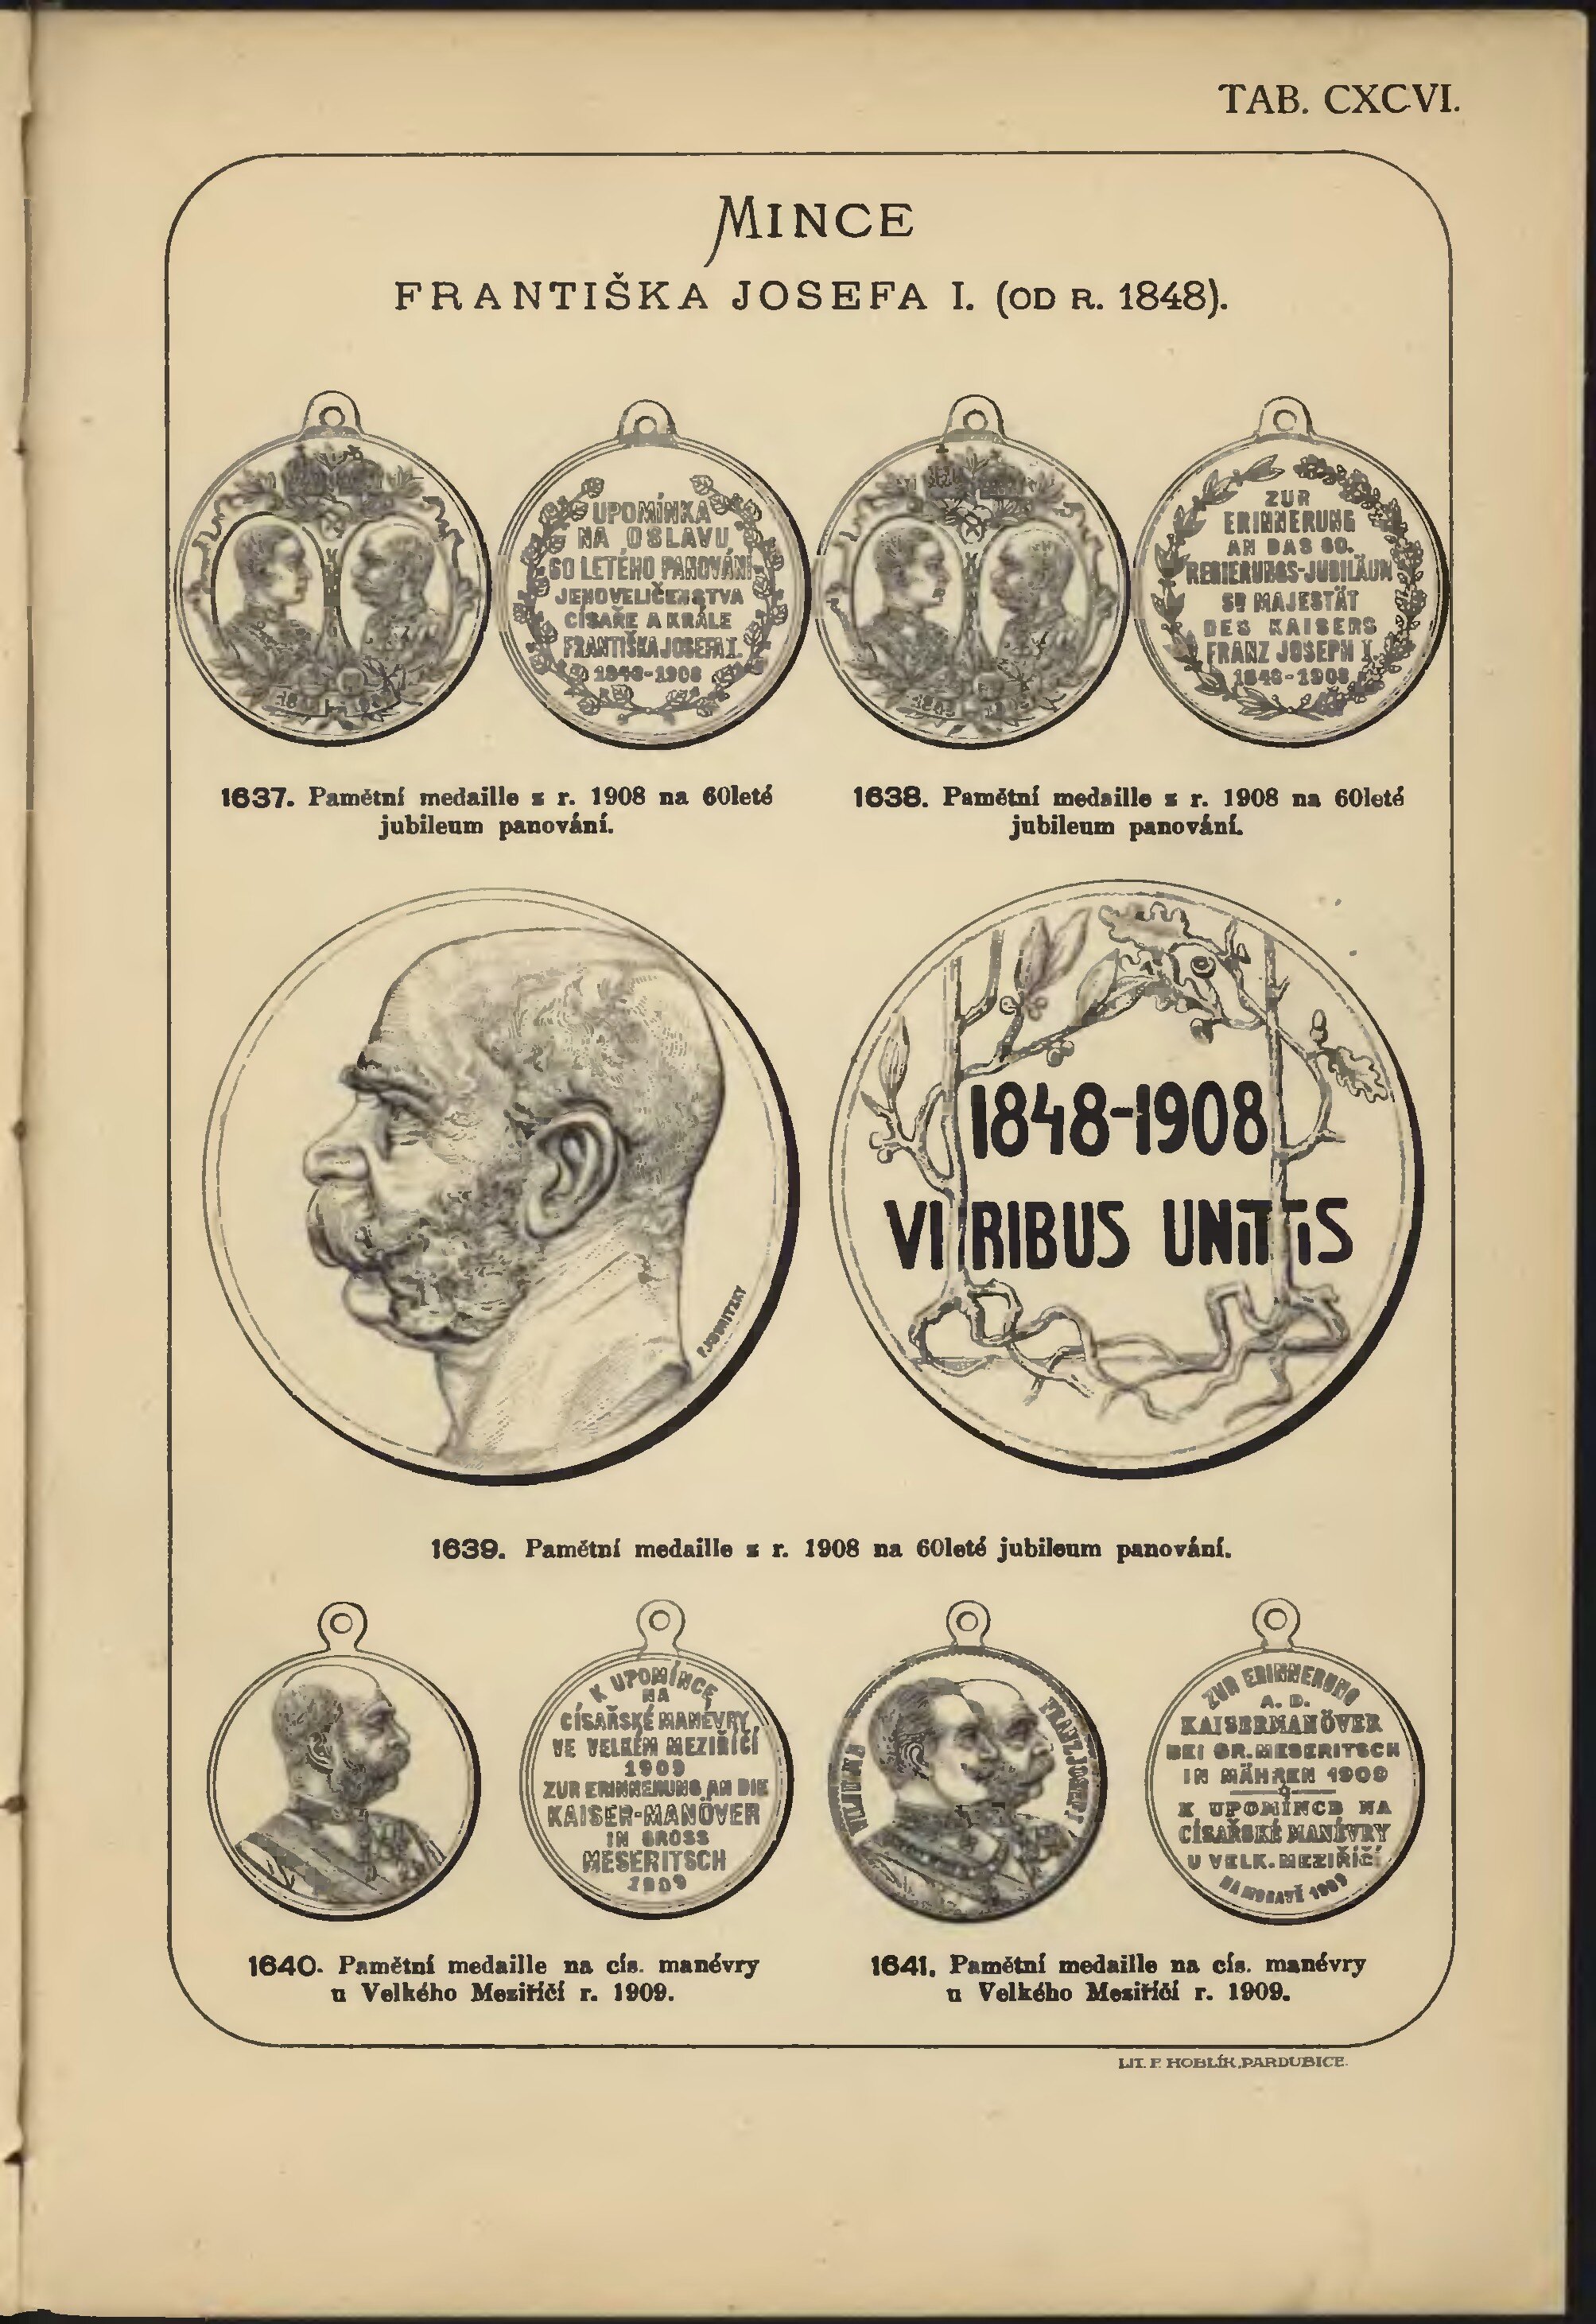 TAB. CXCVI.
MINCE
FRANTIŠKA JOSEFA I. (OD R. 1848).
UPOMÍNKA
NA OSLAVU
60 LETÉHO PANOVÁNÍ
JEHO VELIČENSTVA
CÍSAŘE A KRÁLE
FRANTIŠKA JOSEFA I.
1848-1908
ZUR
ERINNERUNG
AN DAS 60.
REGIERUNGS-JUBILÄUM
SR MAJESTÄT
DES KAISERS
FRANZ JOSEPH I.
1848-1908
1637. Pamětní medaille z r. 1908 na 60leté
jubileum panování.
1638. Pamětní medaille z r. 1908 na 60leté
jubileum panování.
1848-1908
VIRIBUS UNITIS
1639. Pamětní medaille z r. 1908 na 60leté jubileum panování.
K UPOMÍNCE
NA
CÍSAŘSKÉ MANÉVRY
VE VELKÉM MEZIŘÍČÍ
1909
ZUR ERINNERUNG AN DIE
KAISER-MANÖVER
IN GROSS
MESERITSCH
1909
FRANZ JOSEF I
ZUR ERINNERUNG
A. D.
KAISERMANÖVER
BEI GR. MESERITSCH
IN MÄHREN 1909
K UPOMÍNCE NA
CÍSAŘSKÉ MANÉVRY
U VELK. MEZIŘÍČÍ
NA MORAVĚ 1909
1640. Pamětní medaille na cís. manévry
u Velkého Meziříčí r. 1909.
1641. Pamětní medaille na cís. manévry
u Velkého Meziříčí r. 1909.
LIT. F. HOBLÍK, PARDUBICE.